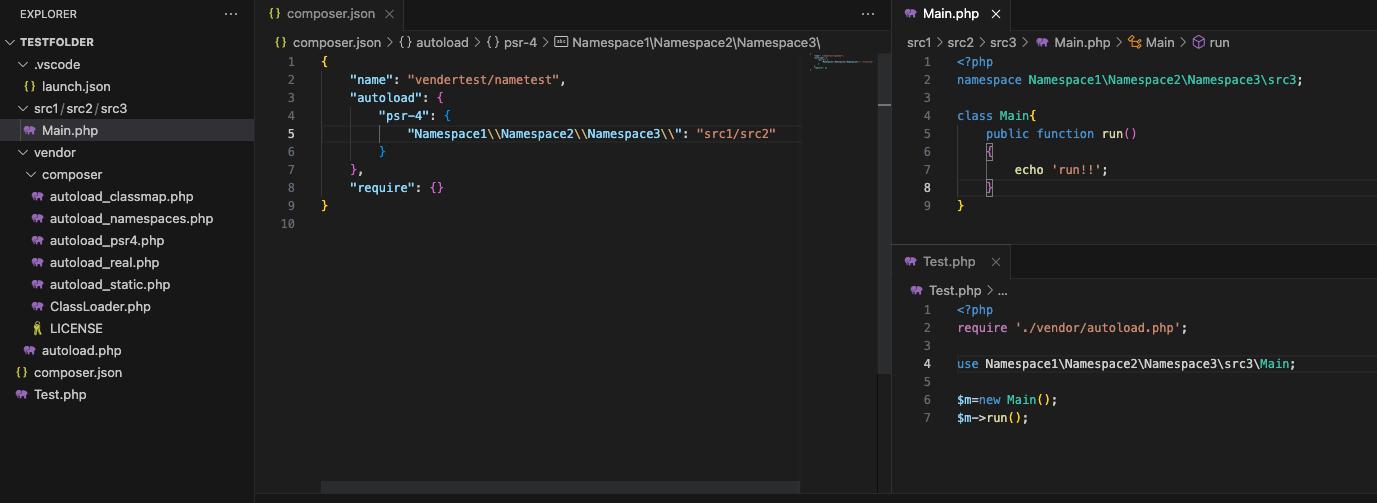 EXPLORER
TESTFOLDER
.vscode
launch.json
src1/src2/src3
Main.php
vendor
composer
autoload_classmap.php
autoload_namespaces.php
autoload_psr4.php
autoload_real.php
autoload_static.php
ClassLoader.php
LICENSE
autoload.php
composer.json
Test.php
composer.json
composer.json > {} autoload > {} psr-4 > abc Namespace1\Namespace2\Namespace3\
1 {
2 "name": "vendertest/nametest",
3 "autoload": {
4 "psr-4": {
5 "Namespace1\\Namespace2\\Namespace3\\": "src1/src2"
6 }
7 },
8 "require": {}
9 }
10
Main.php
src1 > src2 > src3 > Main.php > Main > run
1 <?php
2 namespace Namespace1\Namespace2\Namespace3\src3;
3
4 class Main{
5 public function run()
6 {
7 echo 'run!!';
8 }
9 }
Test.php
Test.php > ...
1 <?php
2 require './vendor/autoload.php';
3
4 use Namespace1\Namespace2\Namespace3\src3\Main;
5
6 $m=new Main();
7 $m->run();